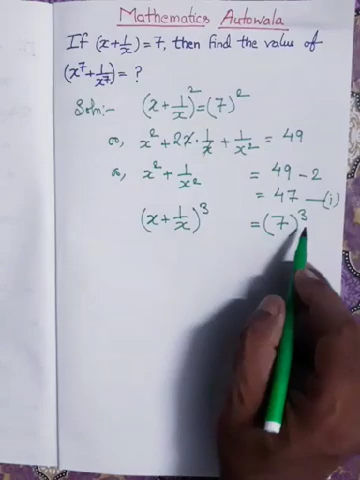 Mathematics Autowala
If (x+1/x)=7, then find the value of
(x⁷+1/x⁷)= ?
Soln:- (x+1/x)²=(7)²
or, x²+2x·1/x+1/x² = 49
or, x²+1/x² = 49-2
= 47 —(i)
(x+1/x)³ =(7)³